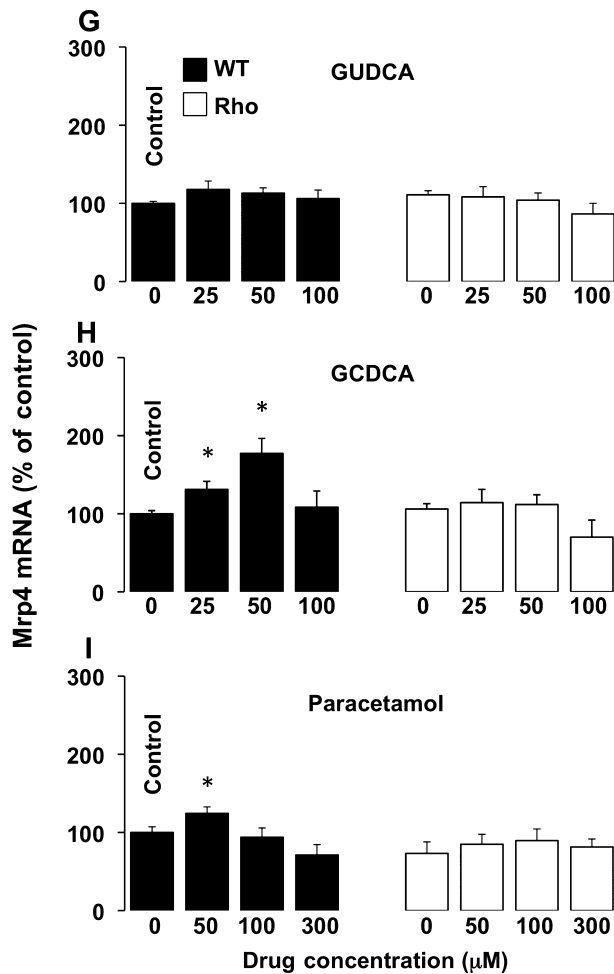 G
300
200
100
0
Control
WT
Rho
GUDCA
0 25 50 100 0 25 50 100
H
300
200
100
0
Control
GCDCA
*
*
0 25 50 100 0 25 50 100
I
300
200
100
0
Control
Paracetamol
*
0 50 100 300 0 50 100 300
Mrp4 mRNA (% of control)
Drug concentration (μM)